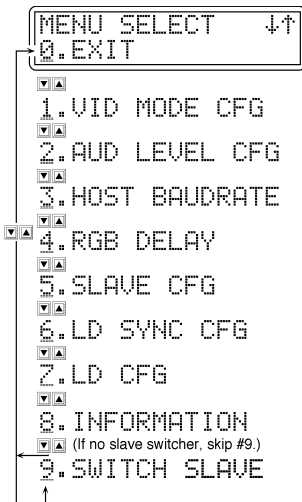 MENU SELECT ↓↑
0.EXIT
1.VID MODE CFG
2.AUD LEVEL CFG
3.HOST BAUDRATE
4.RGB DELAY
5.SLAVE CFG
6.LD SYNC CFG
7.LD CFG
8.INFORMATION
(If no slave switcher, skip #9.)
9.SWITCH SLAVE